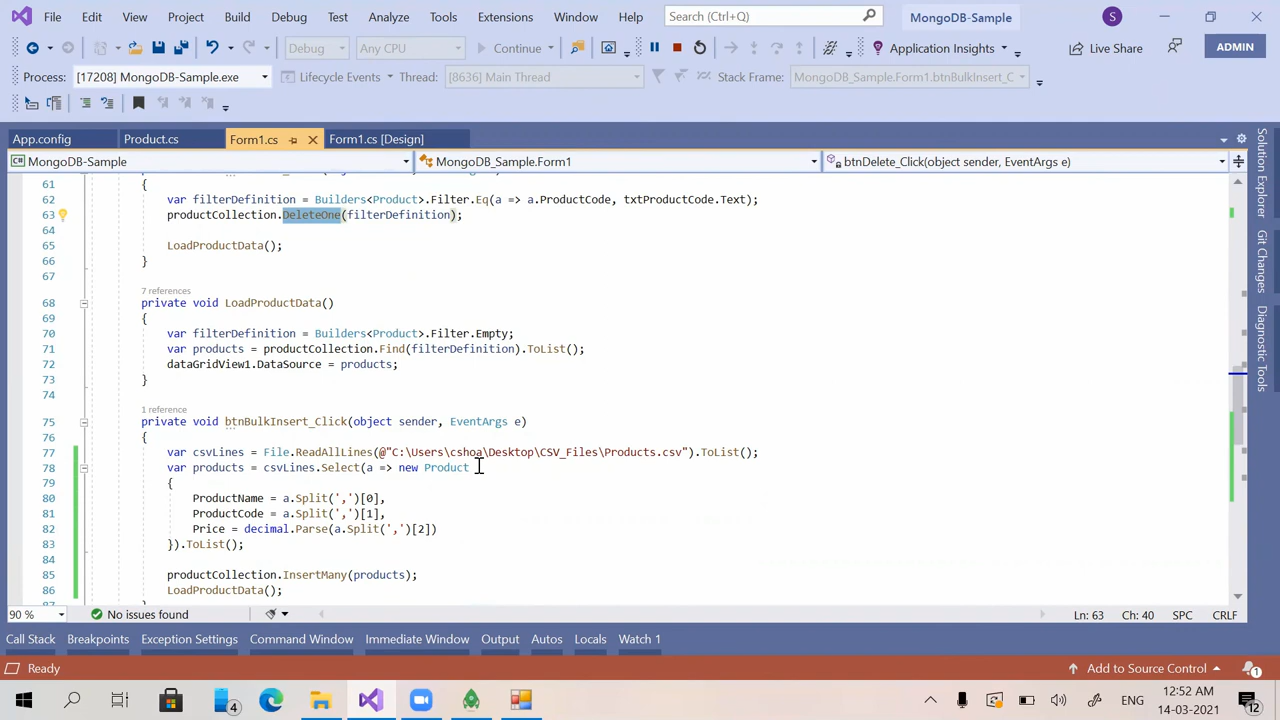 File Edit View Project Build Debug Test Analyze Tools Extensions Window Help Search (Ctrl+Q) MongoDB-Sample S
Debug Any CPU Continue Application Insights Live Share ADMIN
Process: [17208] MongoDB-Sample.exe Lifecycle Events Thread: [8636] Main Thread Stack Frame: MongoDB_Sample.Form1.btnBulkInsert_C
App.config Product.cs Form1.cs Form1.cs [Design]
MongoDB-Sample MongoDB_Sample.Form1 btnDelete_Click(object sender, EventArgs e)
61 {
62 var filterDefinition = Builders<Product>.Filter.Eq(a => a.ProductCode, txtProductCode.Text);
63 productCollection.DeleteOne(filterDefinition);
64
65 LoadProductData();
66 }
67
7 references
68 private void LoadProductData()
69 {
70 var filterDefinition = Builders<Product>.Filter.Empty;
71 var products = productCollection.Find(filterDefinition).ToList();
72 dataGridView1.DataSource = products;
73 }
74
1 reference
75 private void btnBulkInsert_Click(object sender, EventArgs e)
76 {
77 var csvLines = File.ReadAllLines(@"C:\Users\cshoa\Desktop\CSV_Files\Products.csv").ToList();
78 var products = csvLines.Select(a => new Product
79 {
80 ProductName = a.Split(',')[0],
81 ProductCode = a.Split(',')[1],
82 Price = decimal.Parse(a.Split(',')[2])
83 }).ToList();
84
85 productCollection.InsertMany(products);
86 LoadProductData();
90 % No issues found Ln: 63 Ch: 40 SPC CRLF
Call Stack Breakpoints Exception Settings Command Window Immediate Window Output Autos Locals Watch 1
Ready Add to Source Control 1
4 ENG 12:52 AM 14-03-2021 12
Solution Explorer
Git Changes
Diagnostic Tools